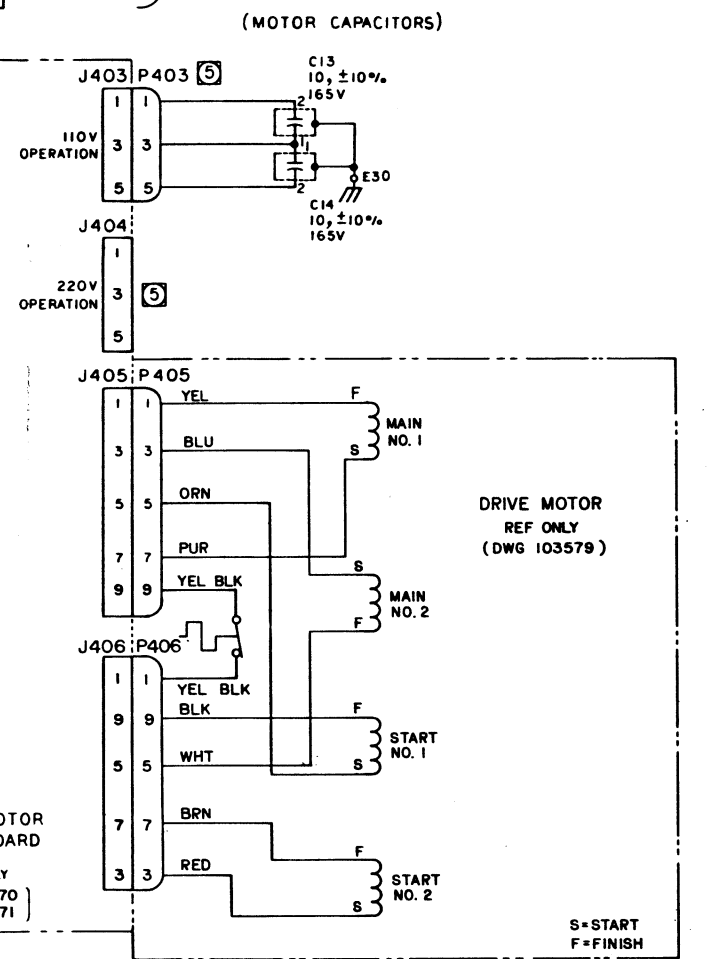 (MOTOR CAPACITORS)
J403 P403 5
C13
10, ±10%
165V
1 1
2
110V
OPERATION
3 3
1
1
5 5
2
E30
C14
10, ±10%
165V
J404
1
220V
OPERATION
3
5
5
J405 P405
1 1 YEL F
MAIN
NO. 1
3 3 BLU S
5 5 ORN
DRIVE MOTOR
REF ONLY
(DWG 103579)
7 7 PUR
S
9 9 YEL BLK
MAIN
NO. 2
F
J406 P406
1 1
YEL BLK
9 9 BLK F
START
NO. 1
5 5 WHT S
7 7 BRN
OTOR
OARD
F
3 3 RED
START
NO. 2
S
Y
70
71
S=START
F=FINISH